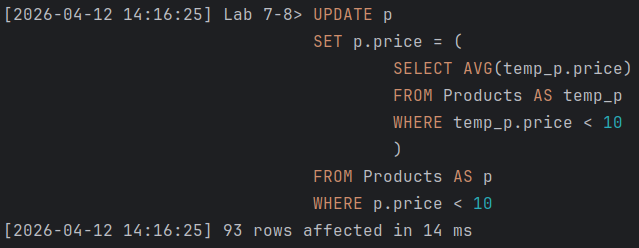 [2026-04-12 14:16:25] Lab 7-8> UPDATE p
SET p.price = (
SELECT AVG(temp_p.price)
FROM Products AS temp_p
WHERE temp_p.price < 10
)
FROM Products AS p
WHERE p.price < 10
[2026-04-12 14:16:25] 93 rows affected in 14 ms